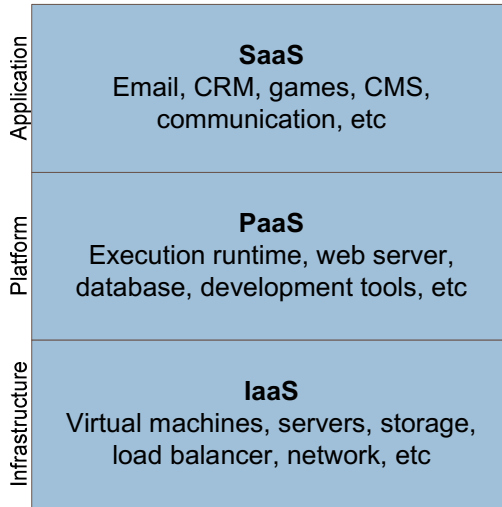 Application
SaaS
Email, CRM, games, CMS,
communication, etc
Platform
PaaS
Execution runtime, web server,
database, development tools, etc
Infrastructure
IaaS
Virtual machines, servers, storage,
load balancer, network, etc